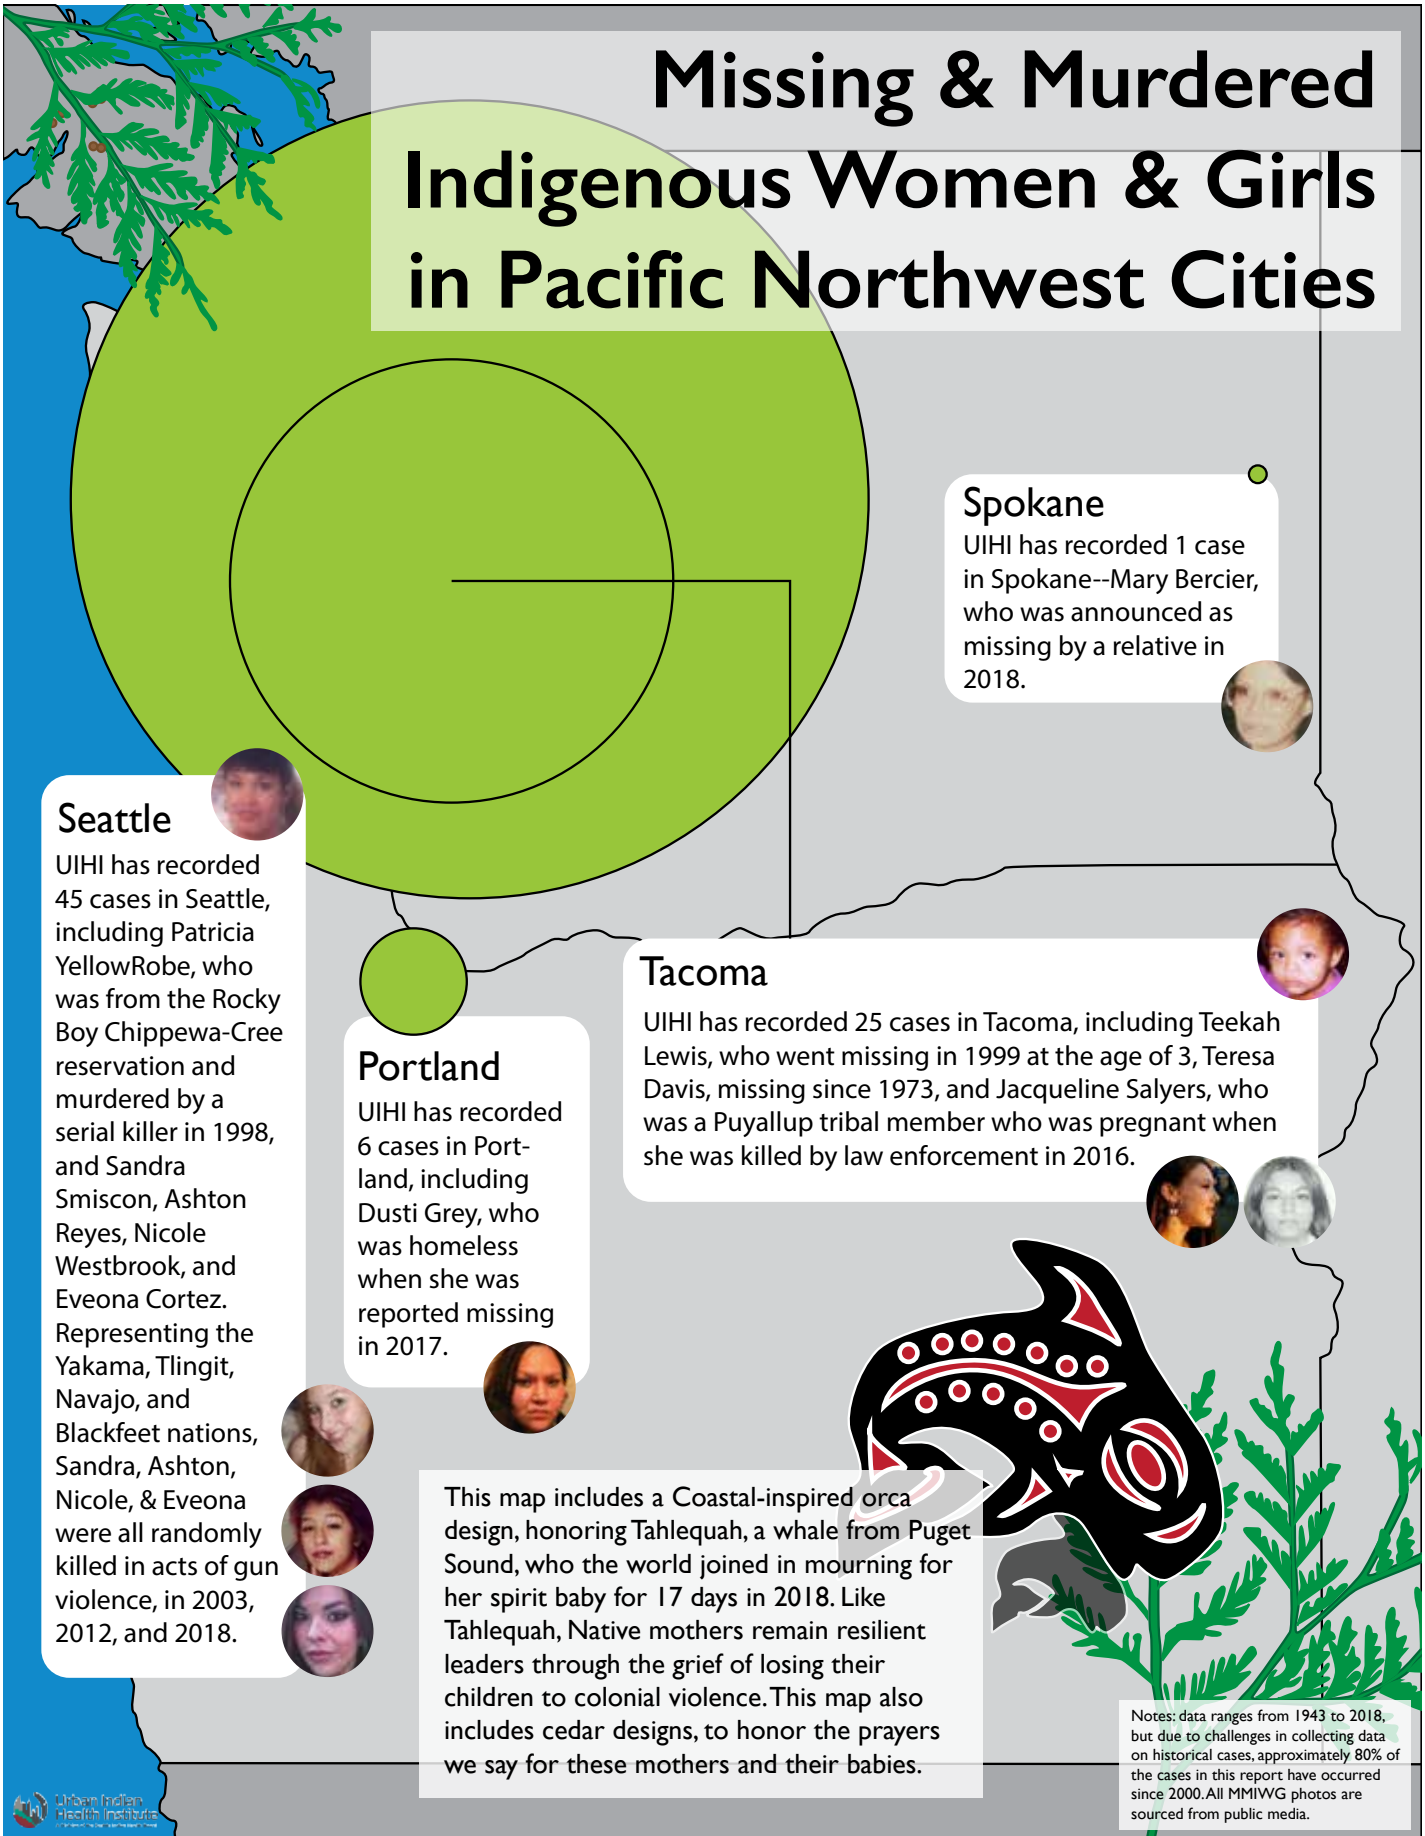 Missing & Murdered
Indigenous Women & Girls
in Pacific Northwest Cities
Spokane
UIHI has recorded 1 case
in Spokane--Mary Bercier,
who was announced as
missing by a relative in
2018.
Seattle
UIHI has recorded
45 cases in Seattle,
including Patricia
YellowRobe, who
was from the Rocky
Boy Chippewa-Cree
reservation and
murdered by a
serial killer in 1998,
and Sandra
Smiscon, Ashton
Reyes, Nicole
Westbrook, and
Eveona Cortez.
Representing the
Yakama, Tlingit,
Navajo, and
Blackfeet nations,
Sandra, Ashton,
Nicole, & Eveona
were all randomly
killed in acts of gun
violence, in 2003,
2012, and 2018.
Portland
UIHI has recorded
6 cases in Port-
land, including
Dusti Grey, who
was homeless
when she was
reported missing
in 2017.
Tacoma
UIHI has recorded 25 cases in Tacoma, including Teekah
Lewis, who went missing in 1999 at the age of 3, Teresa
Davis, missing since 1973, and Jacqueline Salyers, who
was a Puyallup tribal member who was pregnant when
she was killed by law enforcement in 2016.
This map includes a Coastal-inspired orca
design, honoring Tahlequah, a whale from Puget
Sound, who the world joined in mourning for
her spirit baby for 17 days in 2018. Like
Tahlequah, Native mothers remain resilient
leaders through the grief of losing their
children to colonial violence. This map also
includes cedar designs, to honor the prayers
we say for these mothers and their babies.
Notes: data ranges from 1943 to 2018,
but due to challenges in collecting data
on historical cases, approximately 80% of
the cases in this report have occurred
since 2000. All MMIWG photos are
sourced from public media.
Urban Indian
Health Institute